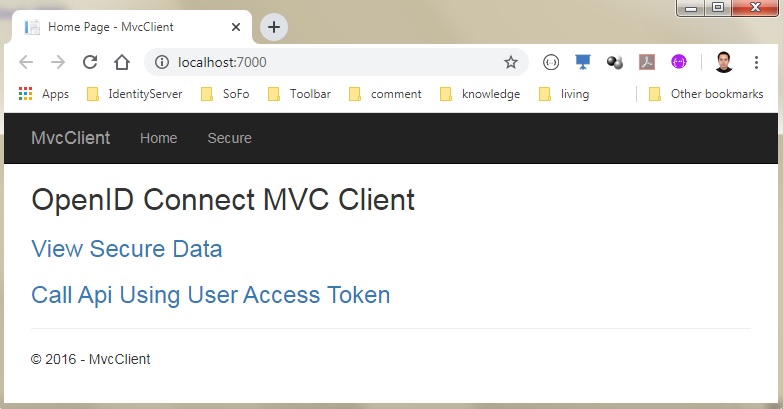 Home Page - MvcClient
localhost:7000
Apps IdentityServer SoFo Toolbar comment knowledge living Other bookmarks
MvcClient Home Secure
OpenID Connect MVC Client
View Secure Data
Call Api Using User Access Token
© 2016 - MvcClient